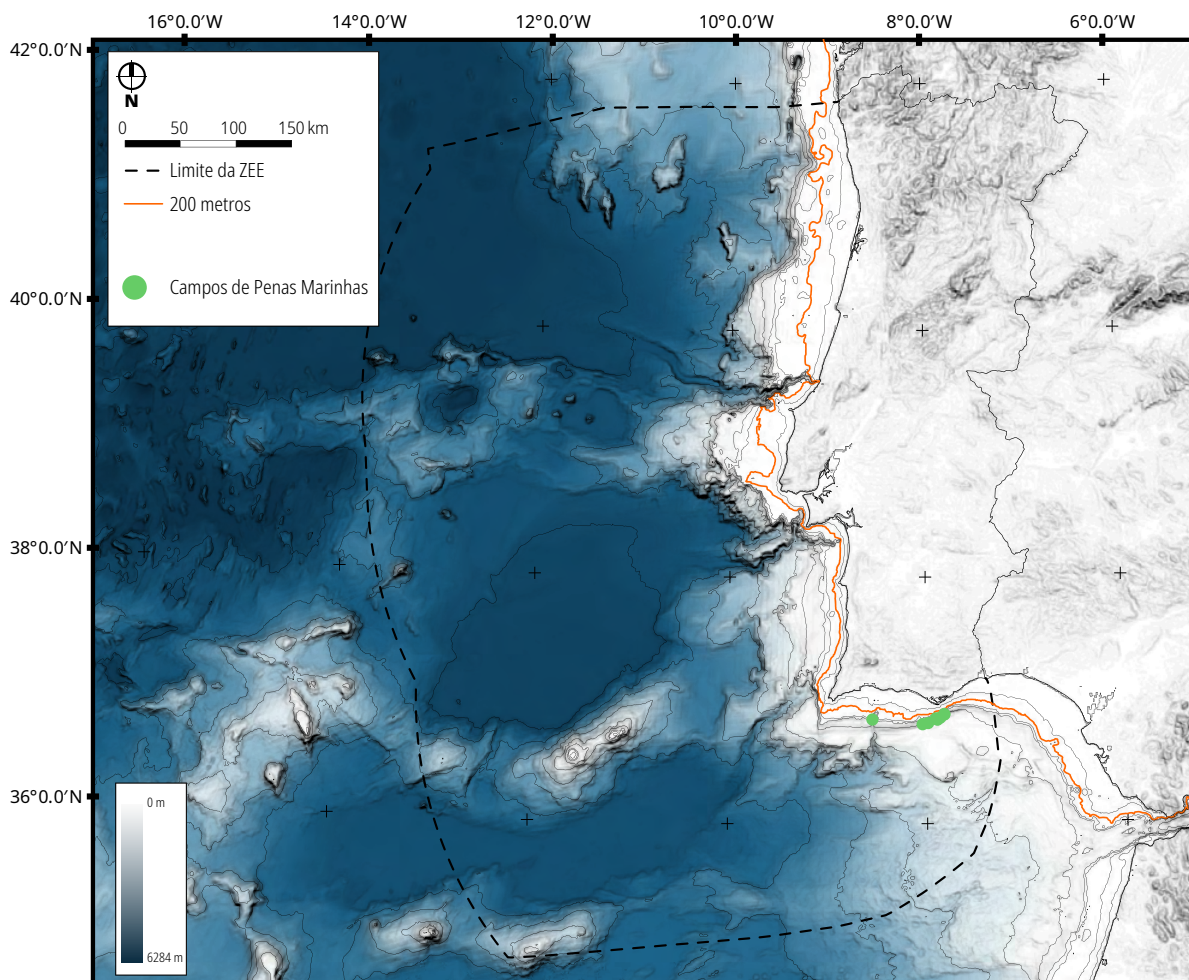 16°0.0′W 14°0.0′W 12°0.0′W 10°0.0′W 80°0.0′W 60°0.0′W
42°0.0′N
N
0 50 100 150 km
Limite da ZEE
200 metros
Campos de Penas Marinhas
40°0.0′N
38°0.0′N
36°0.0′N
0 m
6284 m